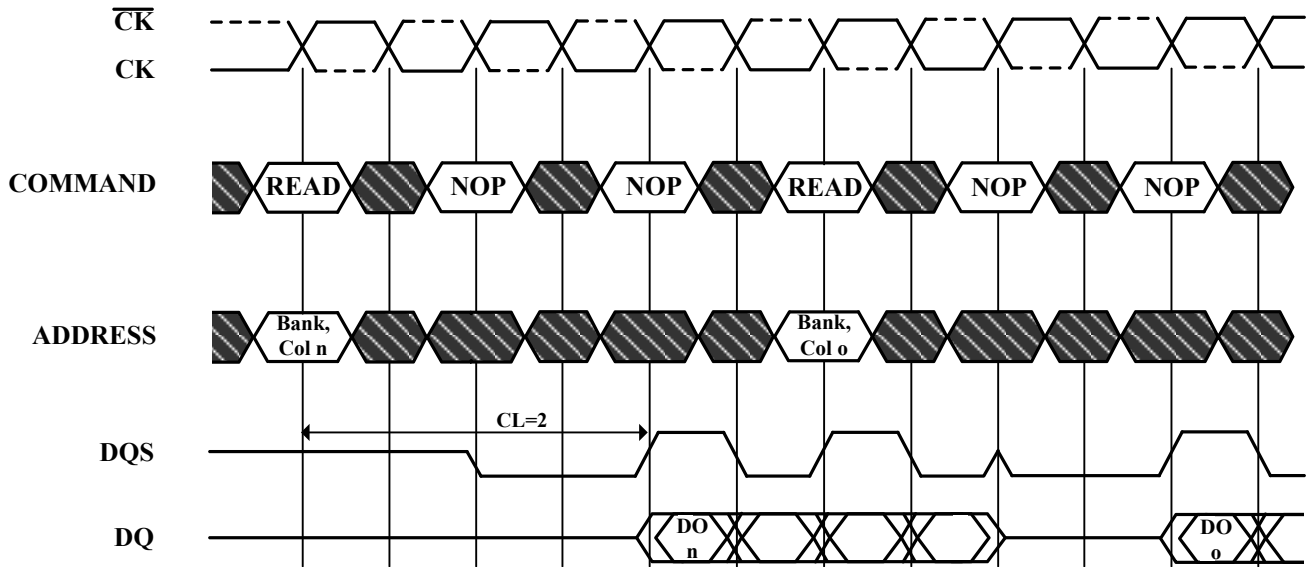 CK
CK
COMMAND
READ
NOP
NOP
READ
NOP
NOP
ADDRESS
Bank,
Col n
Bank,
Col o
CL=2
DQS
DQ
DO
n
DO
o